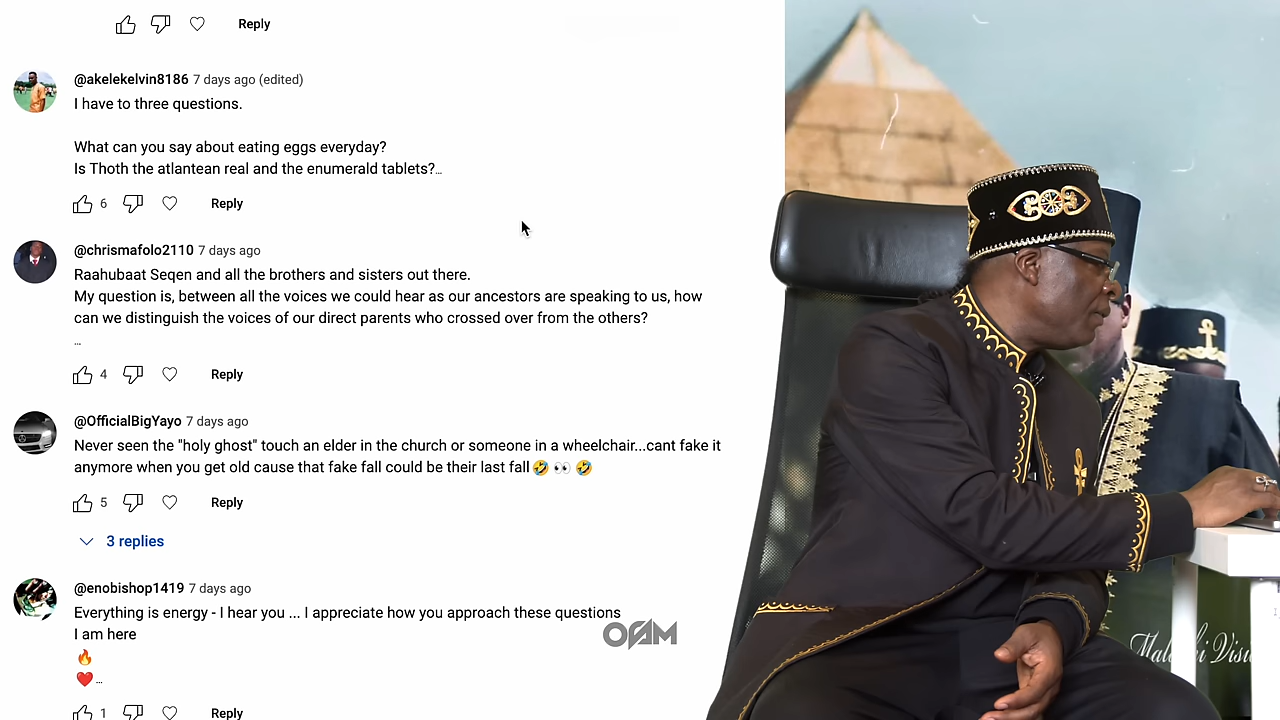 Reply
@akelekelvin8186 7 days ago (edited)
I have to three questions.
What can you say about eating eggs everyday?
Is Thoth the atlantean real and the enumerald tablets?...
6 Reply
@chrismafolo2110 7 days ago
Raahubaat Seqen and all the brothers and sisters out there.
My question is, between all the voices we could hear as our ancestors are speaking to us, how
can we distinguish the voices of our direct parents who crossed over from the others?
...
4 Reply
@OfficialBigYayo 7 days ago
Never seen the "holy ghost" touch an elder in the church or someone in a wheelchair...cant fake it
anymore when you get old cause that fake fall could be their last fall🤣 👀 🤣
5 Reply
3 replies
@enobishop1419 7 days ago
Everything is energy - I hear you ... I appreciate how you approach these questions
I am here
🔥
❤️...
1 Reply
OFAM